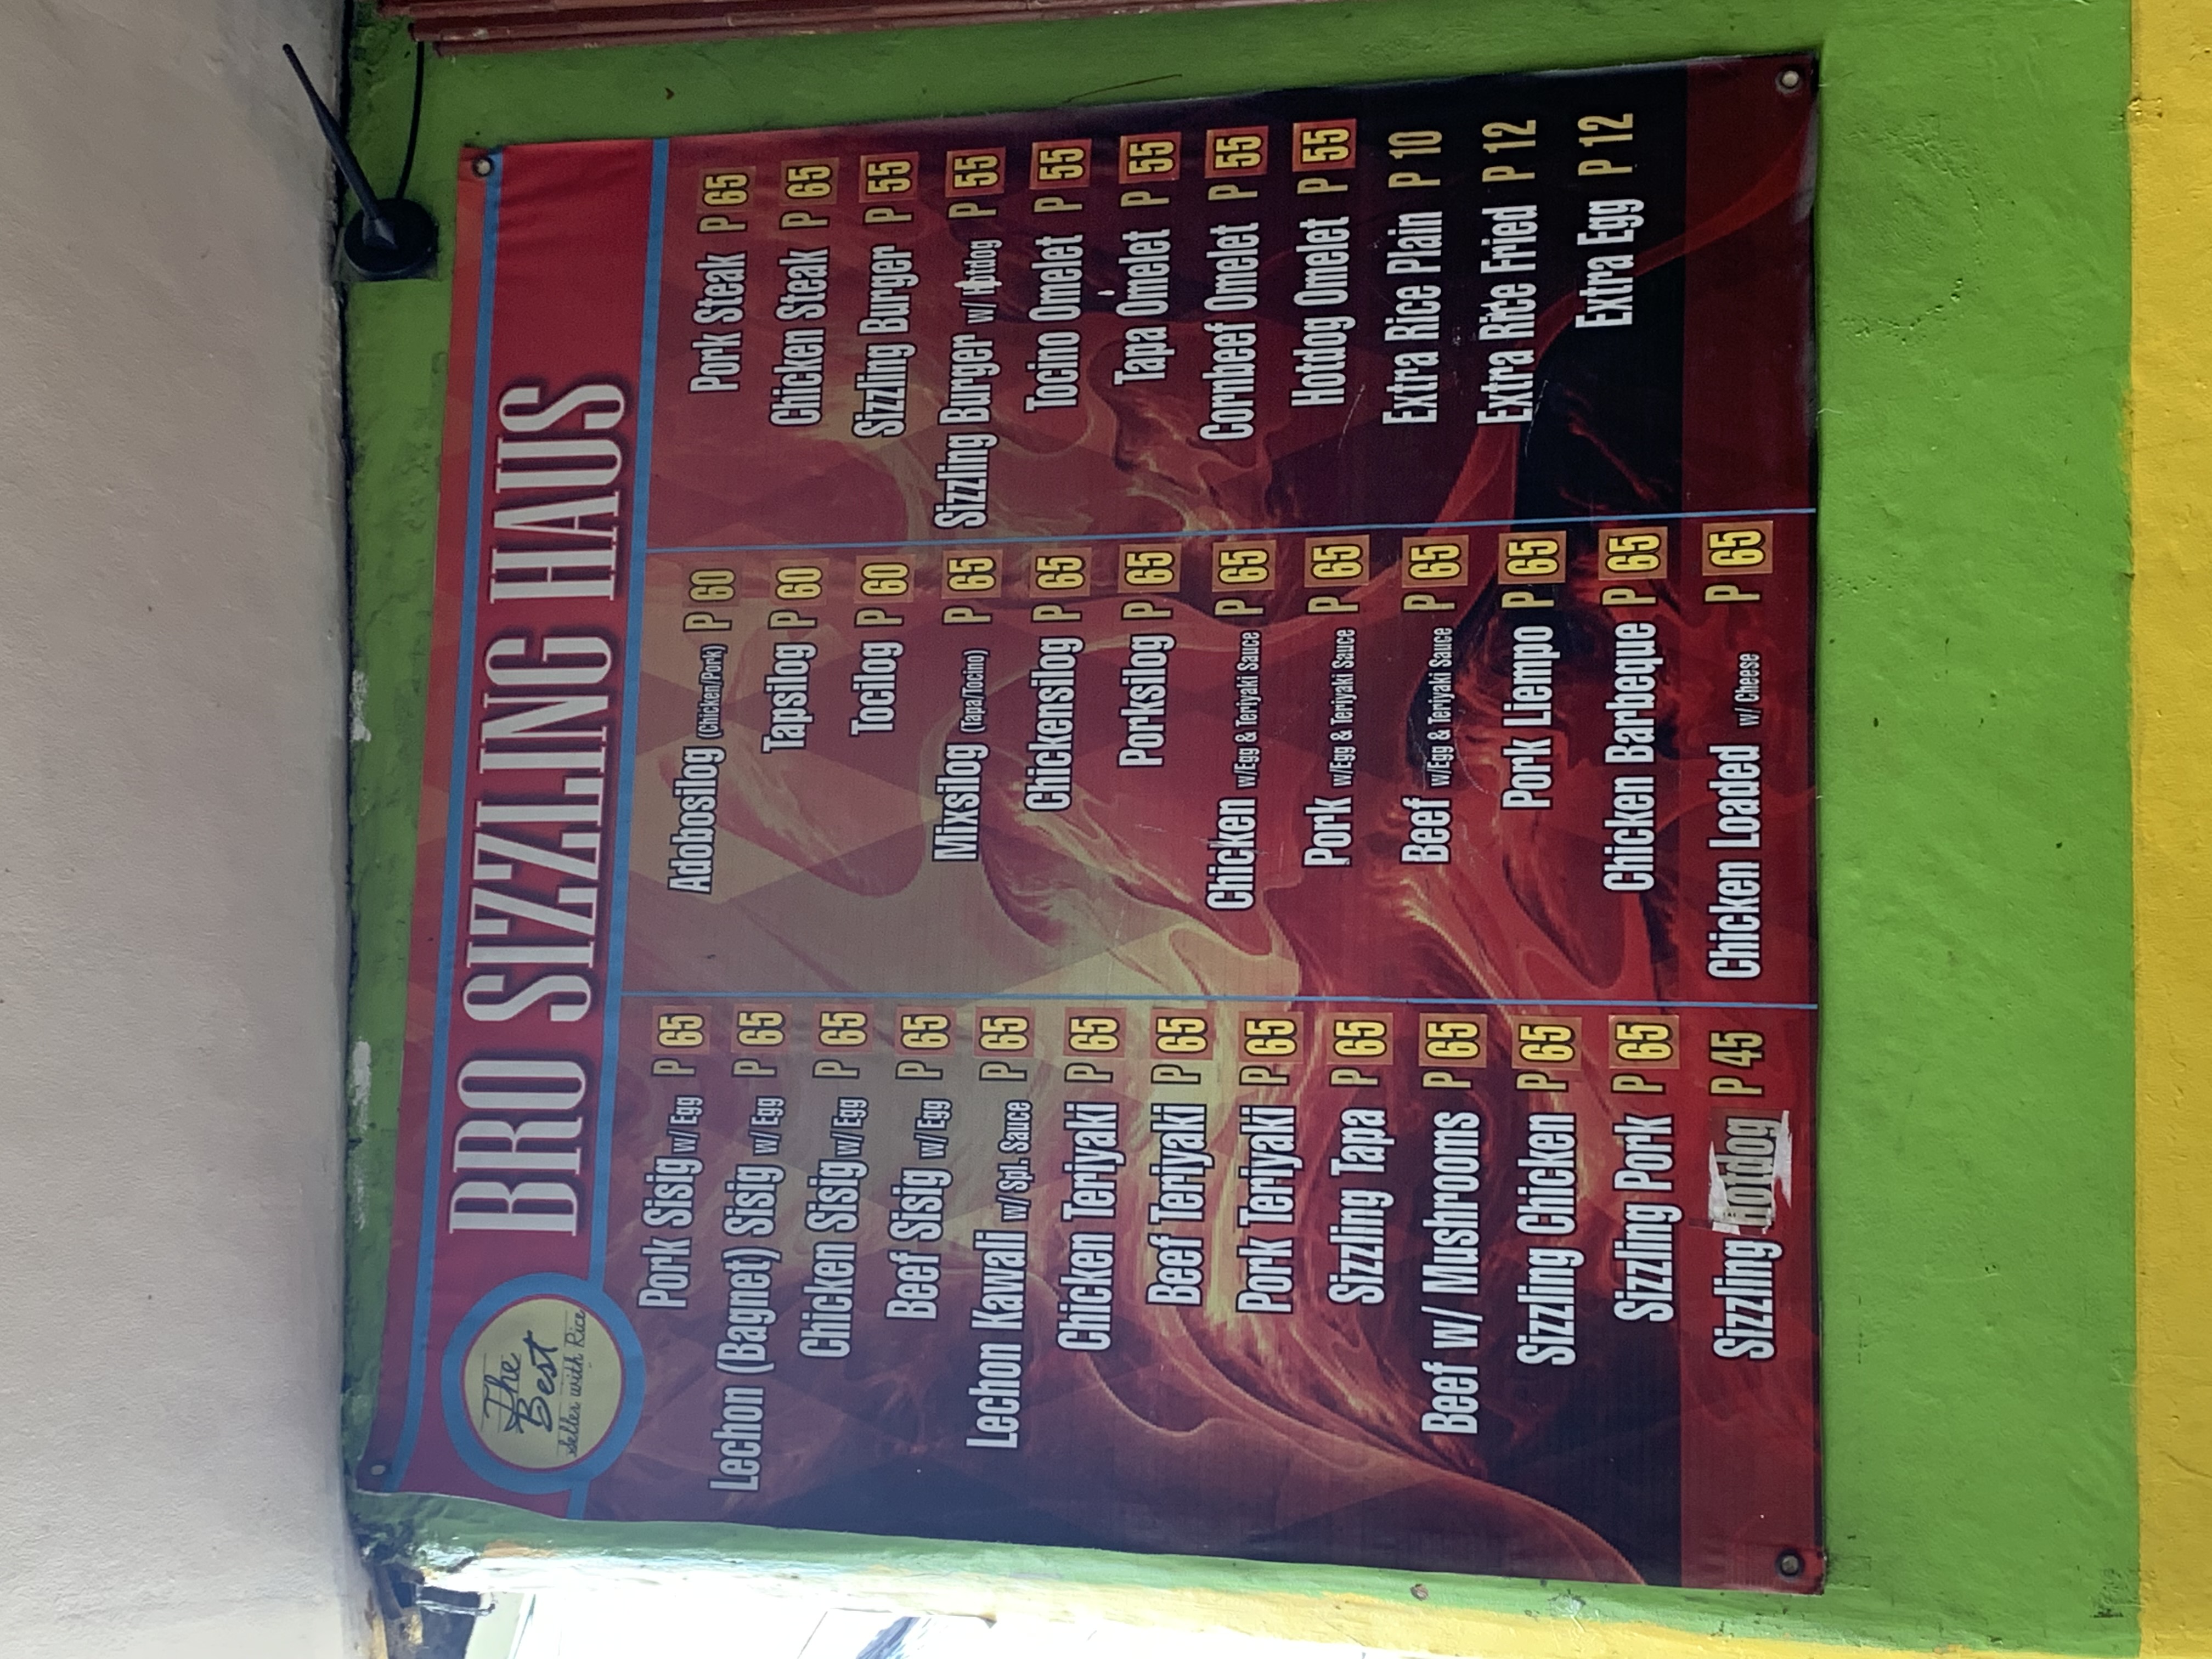 The
Best
Seller with Rice
BRO SIZZLING HAUS
Pork Sisig w/ Egg P 65
Lechon (Bagnet) Sisig w/ Egg P 65
Chicken Sisig w/ Egg P 65
Beef Sisig w/ Egg P 65
Lechon Kawali w/ Spl. Sauce P 65
Chicken Teriyaki P 65
Beef Teriyaki P 65
Pork Teriyaki P 65
Sizzling Tapa P 65
Beef w/ Mushrooms P 65
Sizzling Chicken P 65
Sizzling Pork P 65
Sizzling Hotdog P 45
Adobosilog (Chicken/Pork) P 60
Tapsilog P 60
Tocilog P 60
Mixsilog (Tapa/Tocino) P 65
Chickensilog P 65
Porksilog P 65
Chicken w/Egg & Teriyaki Sauce P 65
Pork w/Egg & Teriyaki Sauce P 65
Beef w/Egg & Teriyaki Sauce P 65
Pork Liempo P 65
Chicken Barbeque P 65
Chicken Loaded w/ Cheese P 65
Pork Steak P 65
Chicken Steak P 65
Sizzling Burger P 55
Sizzling Burger w/ Hotdog P 55
Tocino Omelet P 55
Tapa Omelet P 55
Cornbeef Omelet P 55
Hotdog Omelet P 55
Extra Rice Plain P 10
Extra Rice Fried P 12
Extra Egg P 12